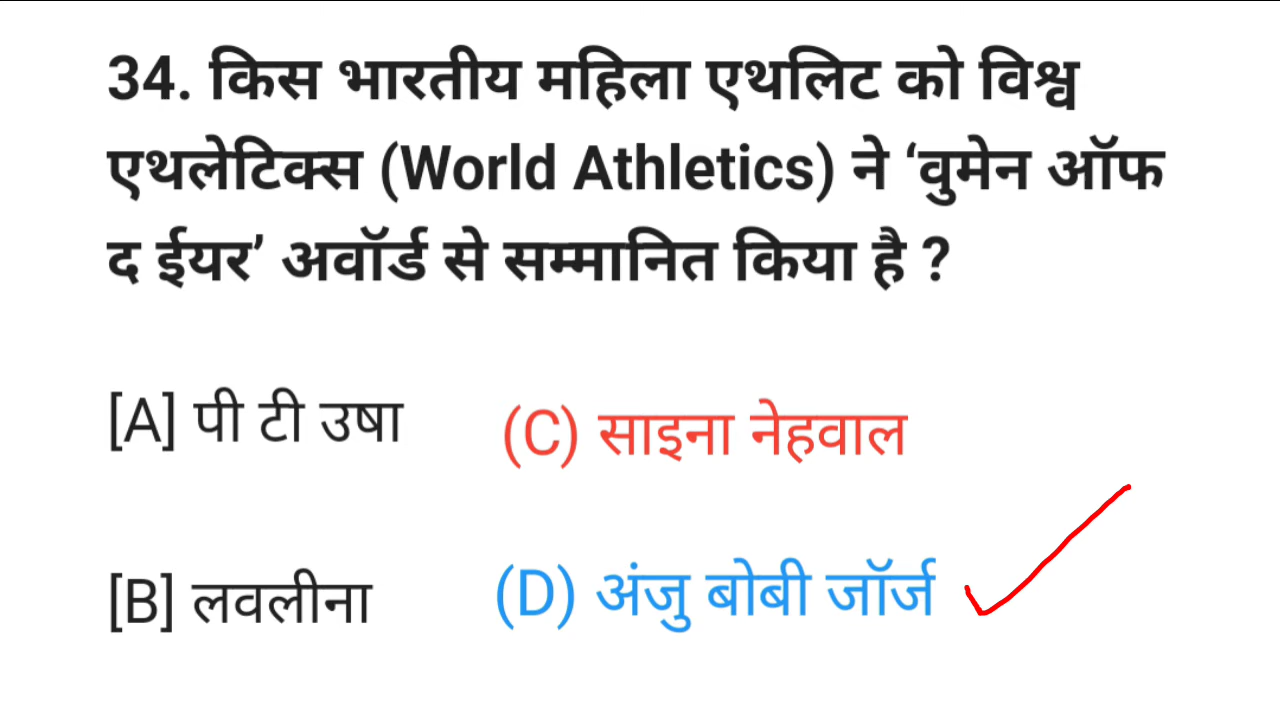 34. किस भारतीय महिला एथलिट को विश्व
एथलेटिक्स (World Athletics) ने ‘वुमेन ऑफ
द ईयर’ अवॉर्ड से सम्मानित किया है ?
[A] पी टी उषा
(C) साइना नेहवाल
[B] लवलीना
(D) अंजु बोबी जॉर्ज